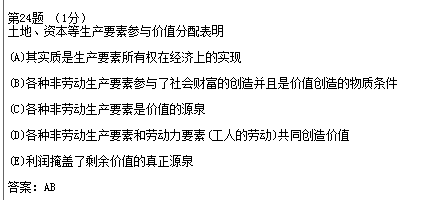 第24题 (1分)
土地、资本等生产要素参与价值分配表明
(A)其实质是生产要素所有权在经济上的实现
(B)各种非劳动生产要素参与了社会财富的创造并且是价值创造的物质条件
(C)各种非劳动生产要素是价值的源泉
(D)各种非劳动生产要素和劳动力要素(工人的劳动)共同创造价值
(E)利润掩盖了剩余价值的真正源泉
答案：AB